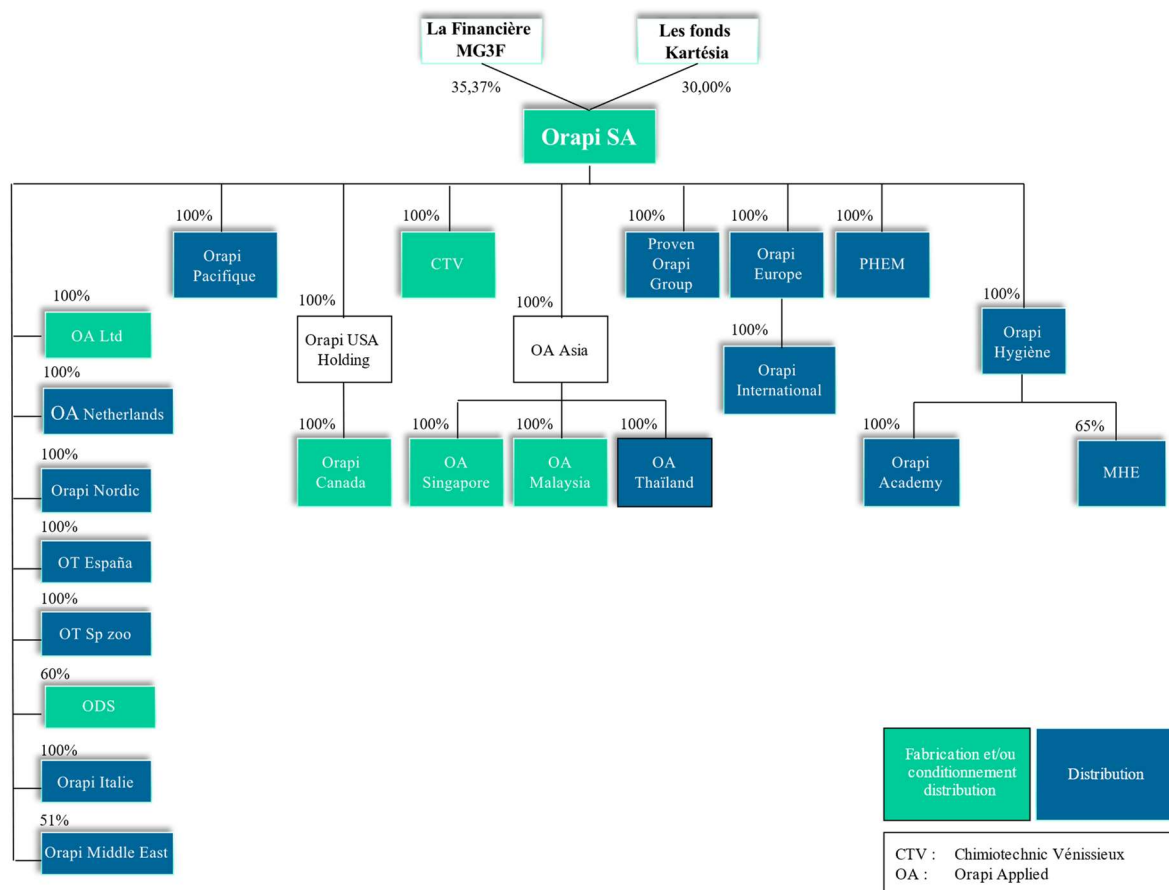 La Financière
MG3F
Les fonds
Kartésia
35,37%
30,00%
Orapi SA
100%
Orapi
Pacifique
100%
CTV
100%
Proven
Orapi
Group
100%
Orapi
Europe
100%
PHEM
100%
OA Ltd
100%
Orapi USA
Holding
100%
OA Asia
100%
Orapi
International
100%
Orapi
Hygiène
100%
OA Netherlands
100%
Orapi
Canada
100%
OA
Singapore
100%
OA
Malaysia
100%
OA
Thaïland
100%
Orapi
Academy
65%
MHE
100%
Orapi Nordic
100%
OT España
100%
OT Sp zoo
60%
ODS
100%
Orapi Italie
51%
Orapi Middle East
Fabrication et/ou
conditionnement
distribution
Distribution
CTV : Chimiotechnic Vénissieux
OA : Orapi Applied